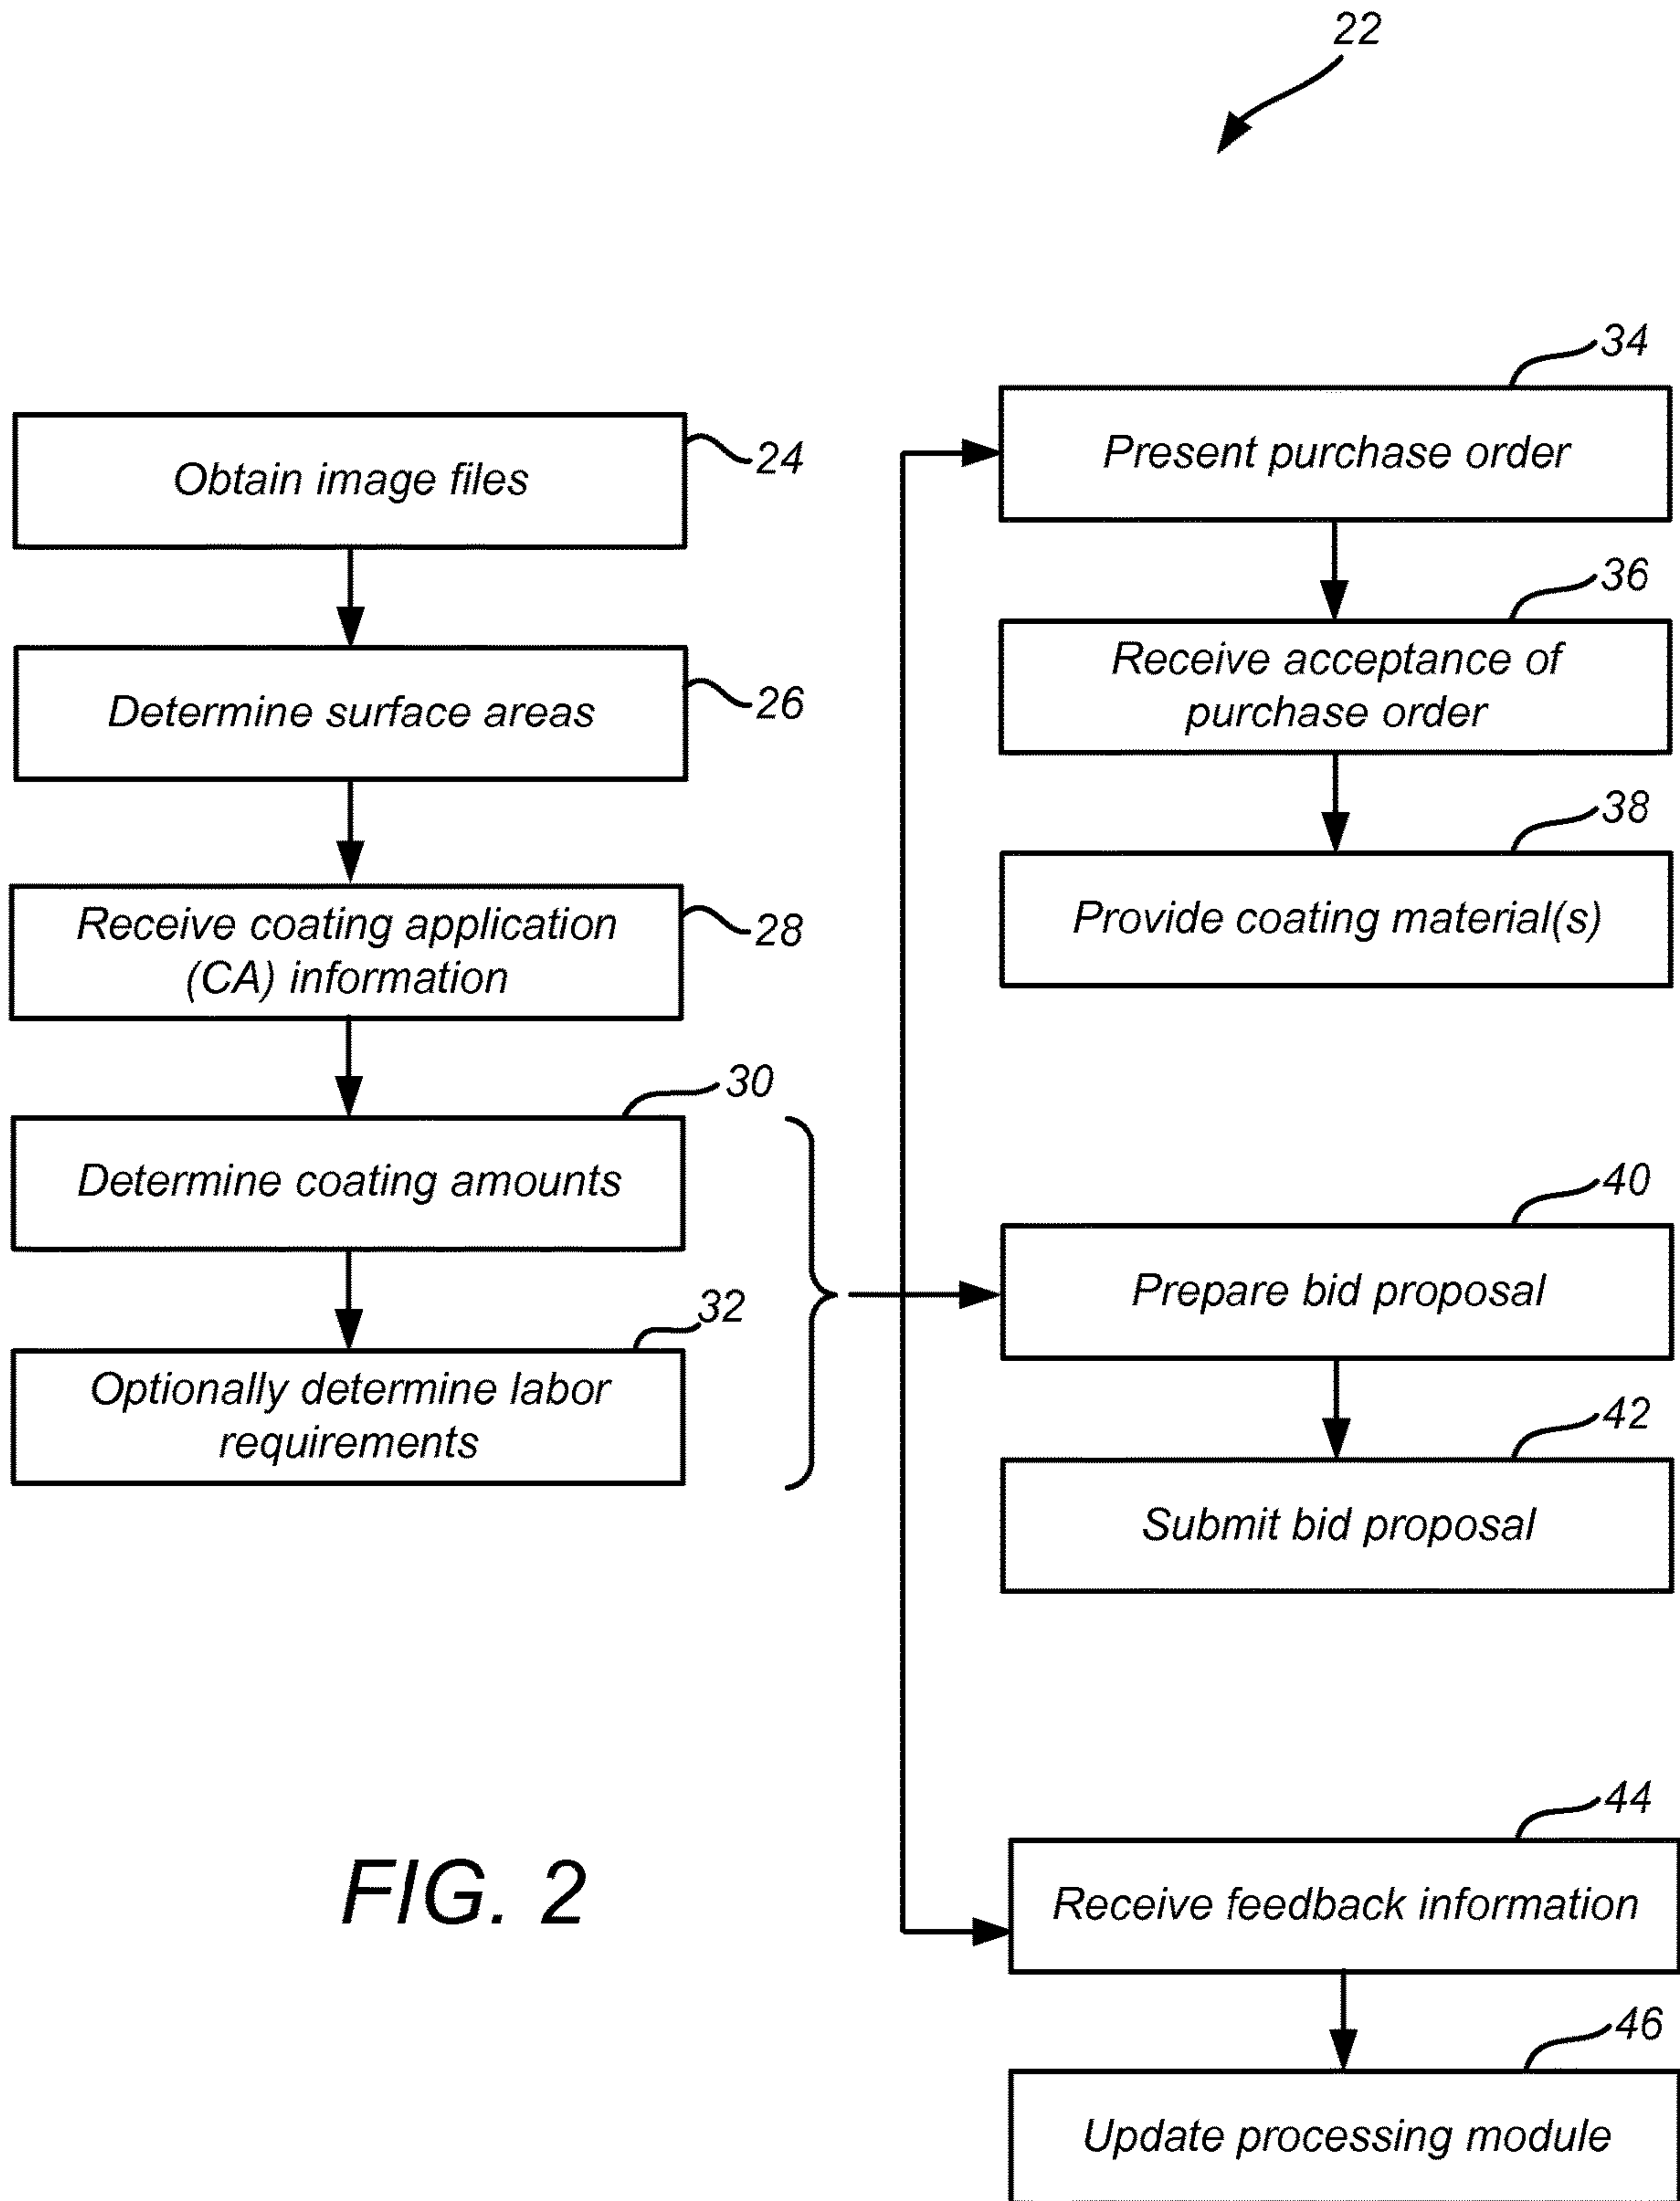 22
Obtain image files
24
Determine surface areas
26
Receive coating application
(CA) information
28
30
Determine coating amounts
32
Optionally determine labor
requirements
34
Present purchase order
36
Receive acceptance of
purchase order
38
Provide coating material(s)
40
Prepare bid proposal
42
Submit bid proposal
44
Receive feedback information
46
Update processing module
FIG. 2